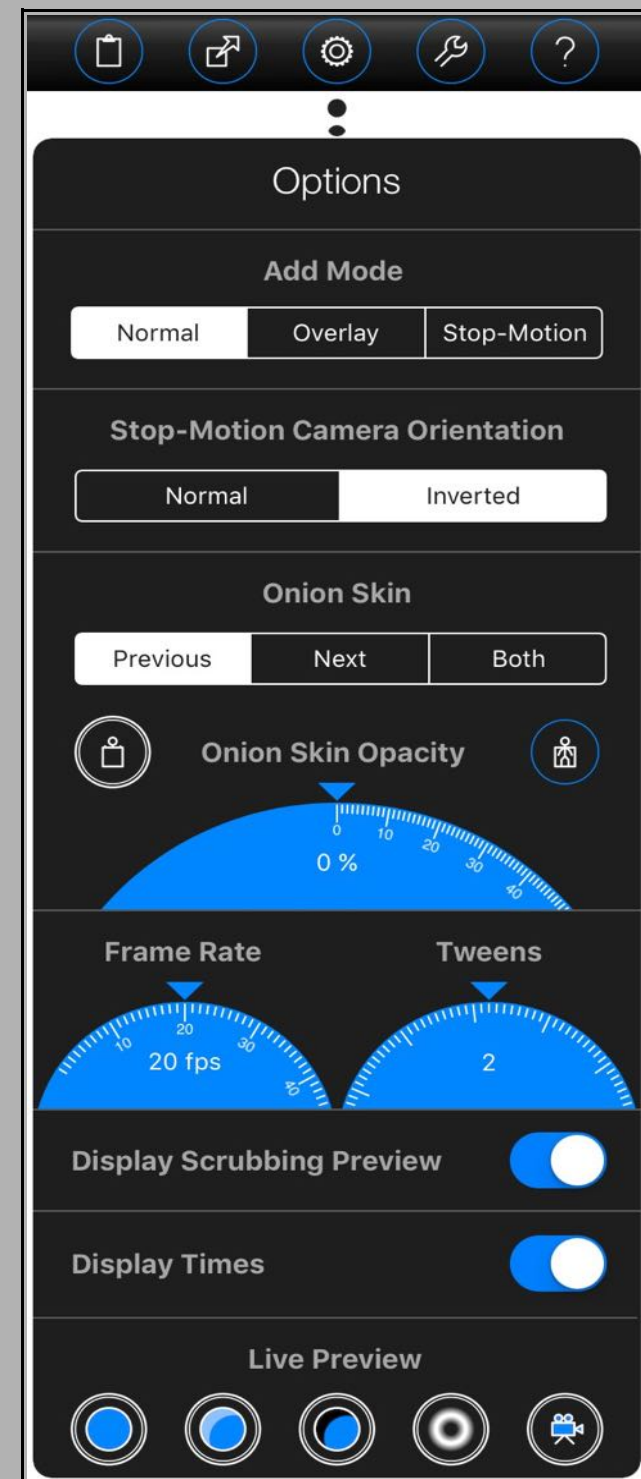 ?
Options
Add Mode
Normal Overlay Stop-Motion
Stop-Motion Camera Orientation
Normal Inverted
Onion Skin
Previous Next Both
Onion Skin Opacity
0 10 20 30 40
0 %
Frame Rate Tweens
10 20 30 40
20 fps 2
Display Scrubbing Preview
Display Times
Live Preview